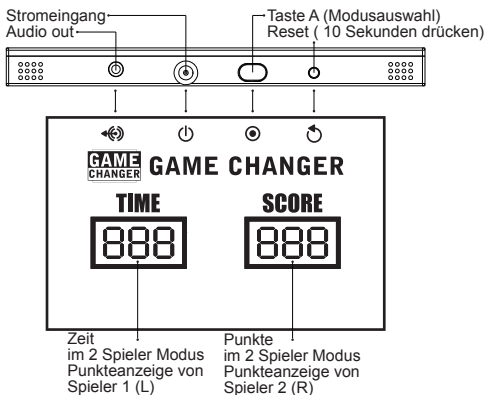 Stromeingang
Audio out
Taste A (Modusauswahl)
Reset ( 10 Sekunden drücken)
GAME CHANGER
GAME CHANGER
TIME
SCORE
888
888
Zeit
im 2 Spieler Modus
Punkteanzeige von
Spieler 1 (L)
Punkte
im 2 Spieler Modus
Punkteanzeige von
Spieler 2 (R)